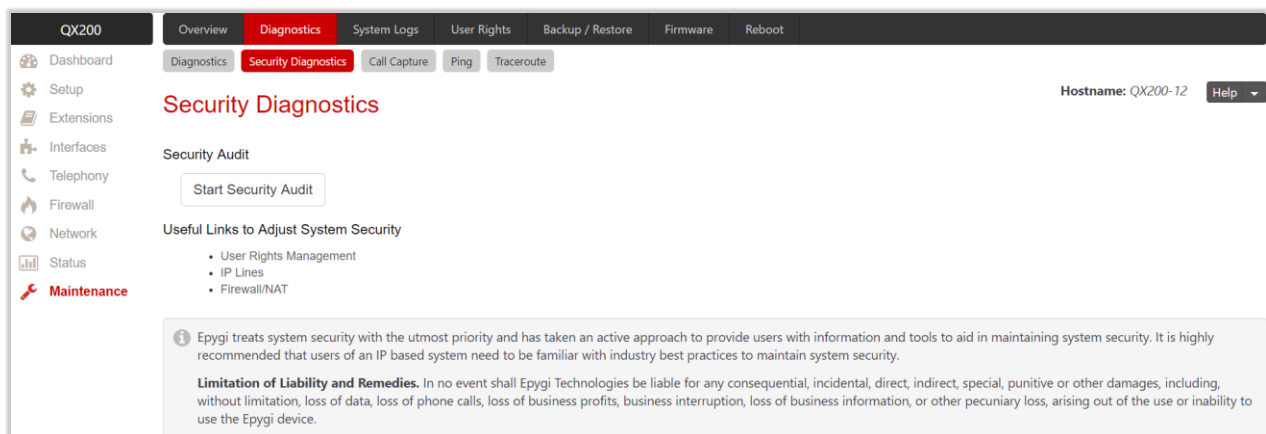 QX200
Overview Diagnostics System Logs User Rights Backup / Restore Firmware Reboot
Dashboard
Setup
Extensions
Interfaces
Telephony
Firewall
Network
Status
Maintenance
Diagnostics Security Diagnostics Call Capture Ping Traceroute
Hostname: QX200-12 Help
Security Diagnostics
Security Audit
Start Security Audit
Useful Links to Adjust System Security
• User Rights Management
• IP Lines
• Firewall/NAT
Epygi treats system security with the utmost priority and has taken an active approach to provide users with information and tools to aid in maintaining system security. It is highly
recommended that users of an IP based system need to be familiar with industry best practices to maintain system security.
Limitation of Liability and Remedies. In no event shall Epygi Technologies be liable for any consequential, incidental, direct, indirect, special, punitive or other damages, including,
without limitation, loss of data, loss of phone calls, loss of business profits, business interruption, loss of business information, or other pecuniary loss, arising out of the use or inability to
use the Epygi device.